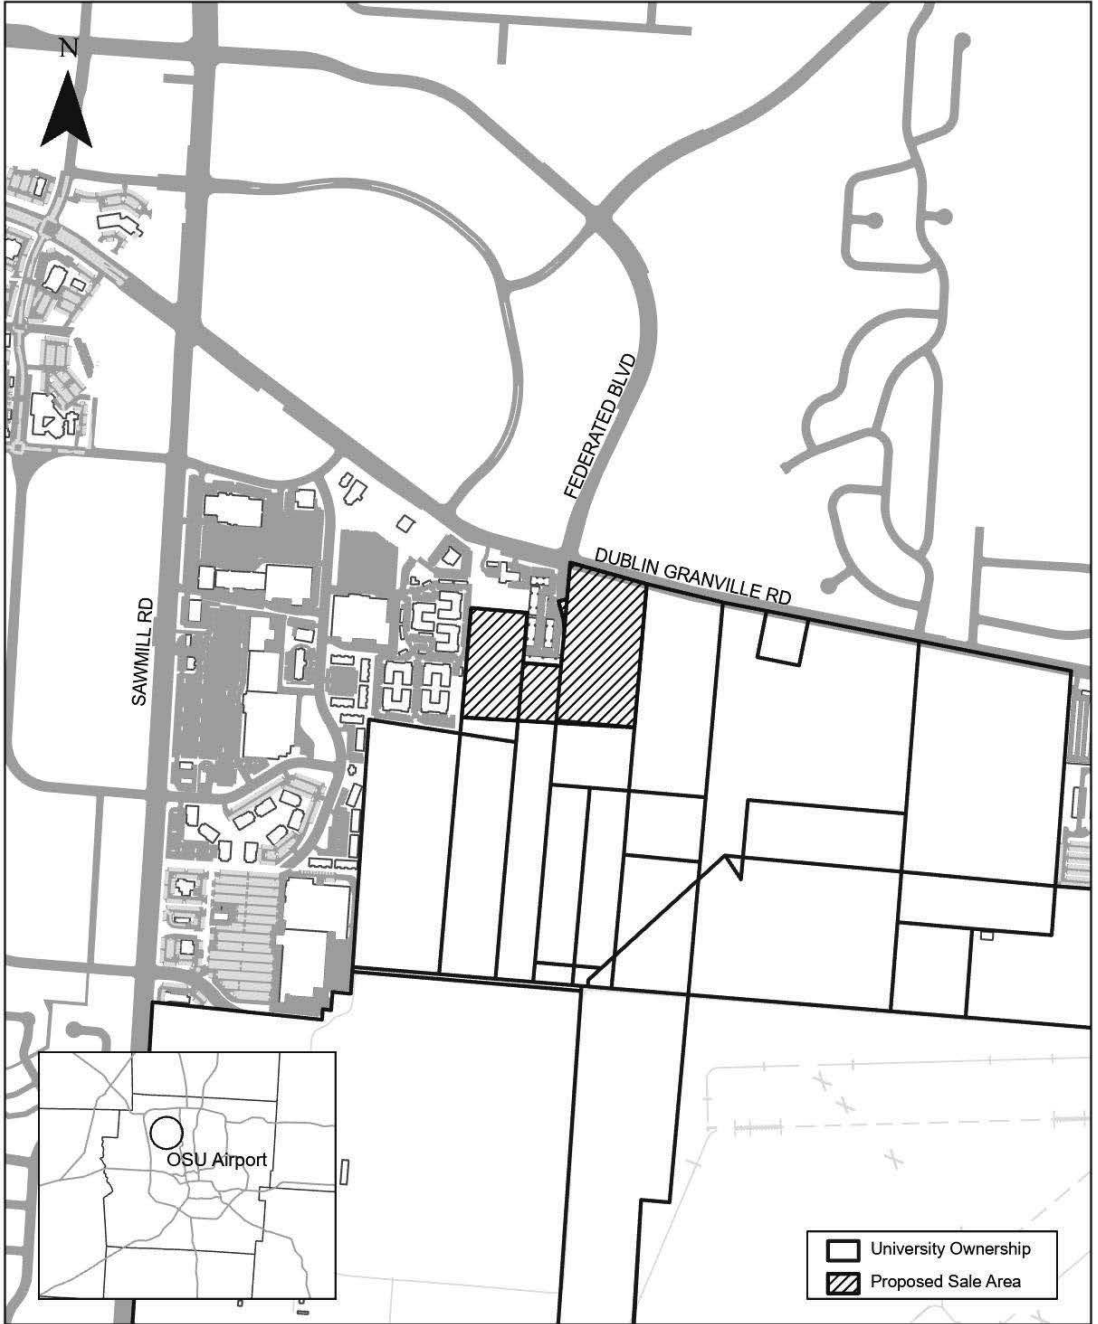 N
FEDERATED BLVD
DUBLIN GRANVILLE RD
SAWMILL RD
OSU Airport
University Ownership
Proposed Sale Area